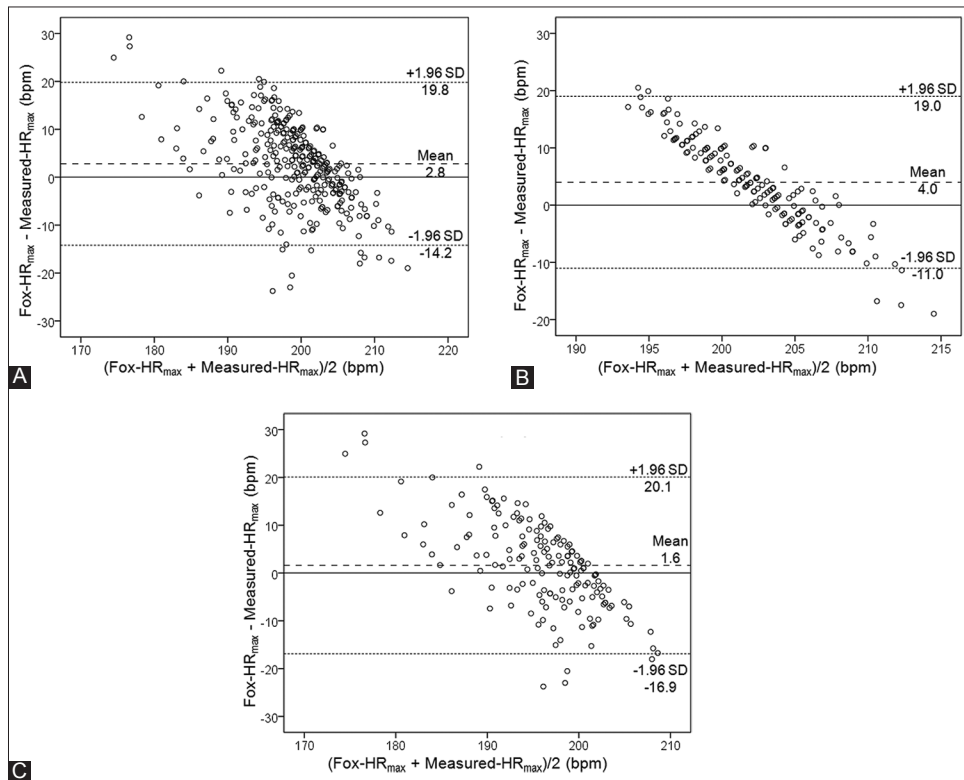 30
20
10
0
-10
-20
-30
Fox-HRmax - Measured-HRmax (bpm)
+1.96 SD
19.8
Mean
2.8
-1.96 SD
-14.2
170 180 190 200 210 220
(Fox-HRmax + Measured-HRmax)/2 (bpm)
A
30
20
10
0
-10
-20
Fox-HRmax - Measured-HRmax (bpm)
+1.96 SD
19.0
Mean
4.0
-1.96 SD
-11.0
190 195 200 205 210 215
(Fox-HRmax + Measured-HRmax)/2 (bpm)
B
30
20
10
0
-10
-20
-30
Fox-HRmax - Measured-HRmax (bpm)
+1.96 SD
20.1
Mean
1.6
-1.96 SD
-16.9
170 180 190 200 210
(Fox-HRmax + Measured-HRmax)/2 (bpm)
C